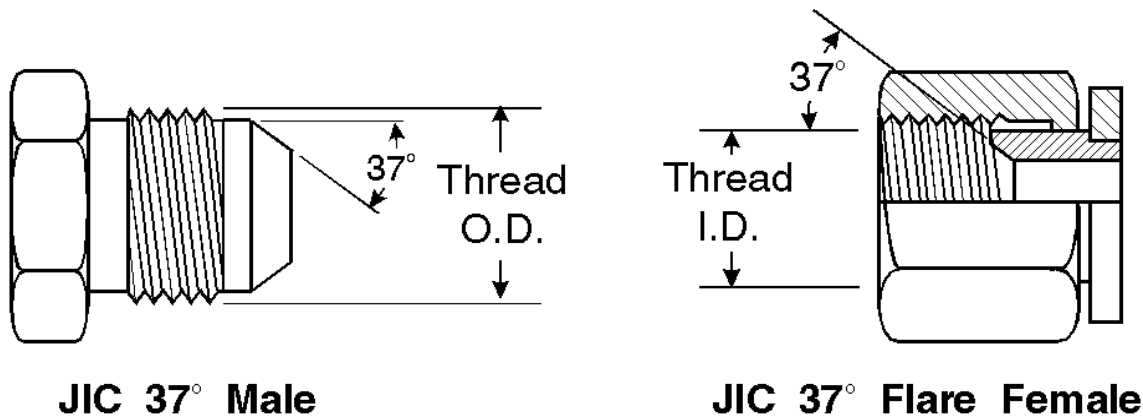 37°
Thread
O.D.
37°
Thread
I.D.
JIC 37° Male
JIC 37° Flare Female